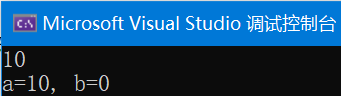 C:\ Microsoft Visual Studio 调试控制台
10
a=10, b=0